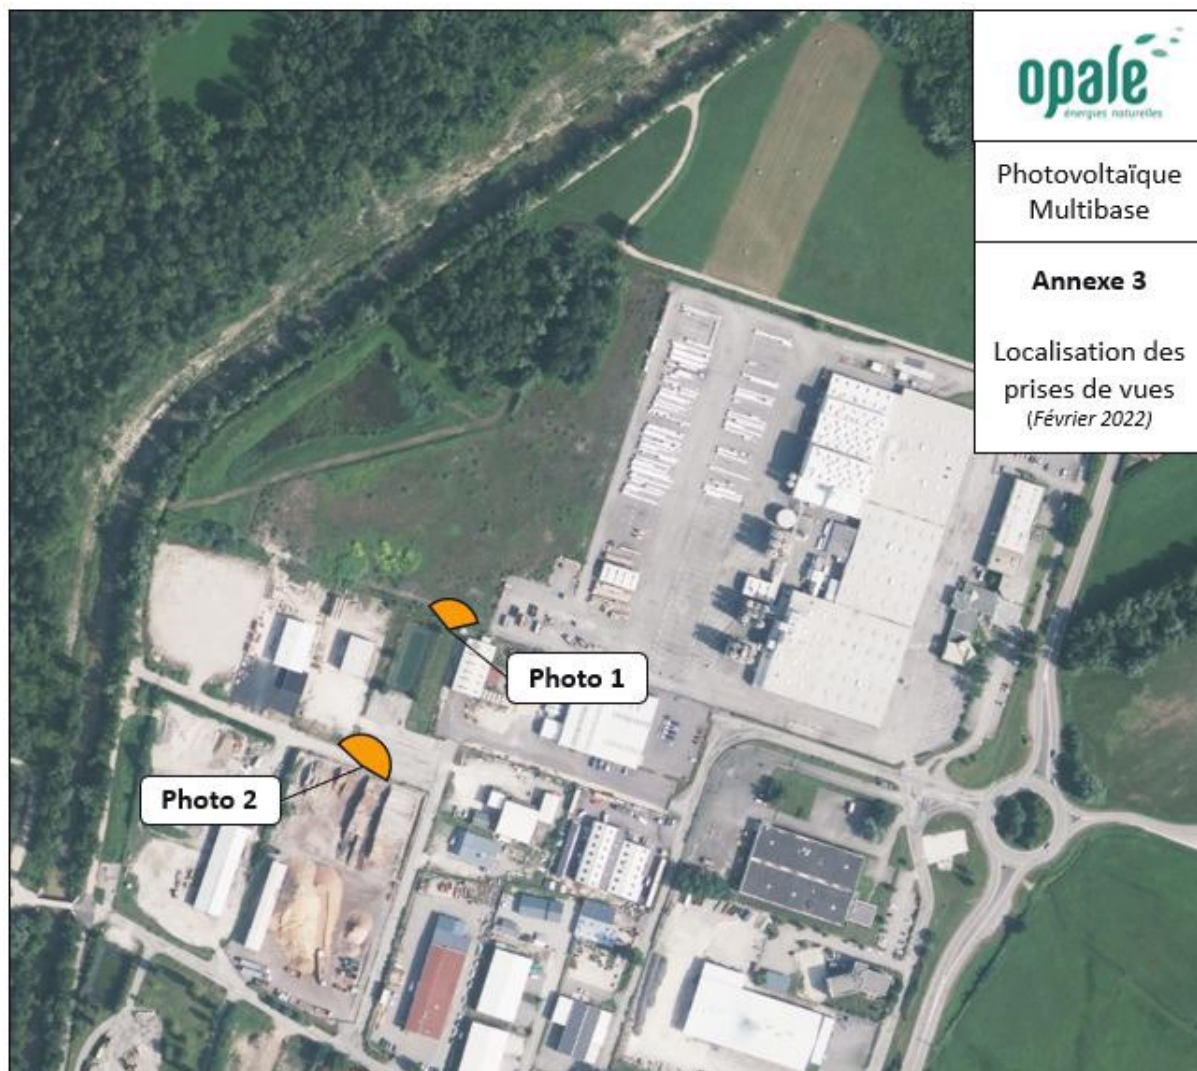 opale
énergies naturelles
Photovoltaïque
Multibase
Annexe 3
Localisation des
prises de vues
(Février 2022)
Photo 1
Photo 2